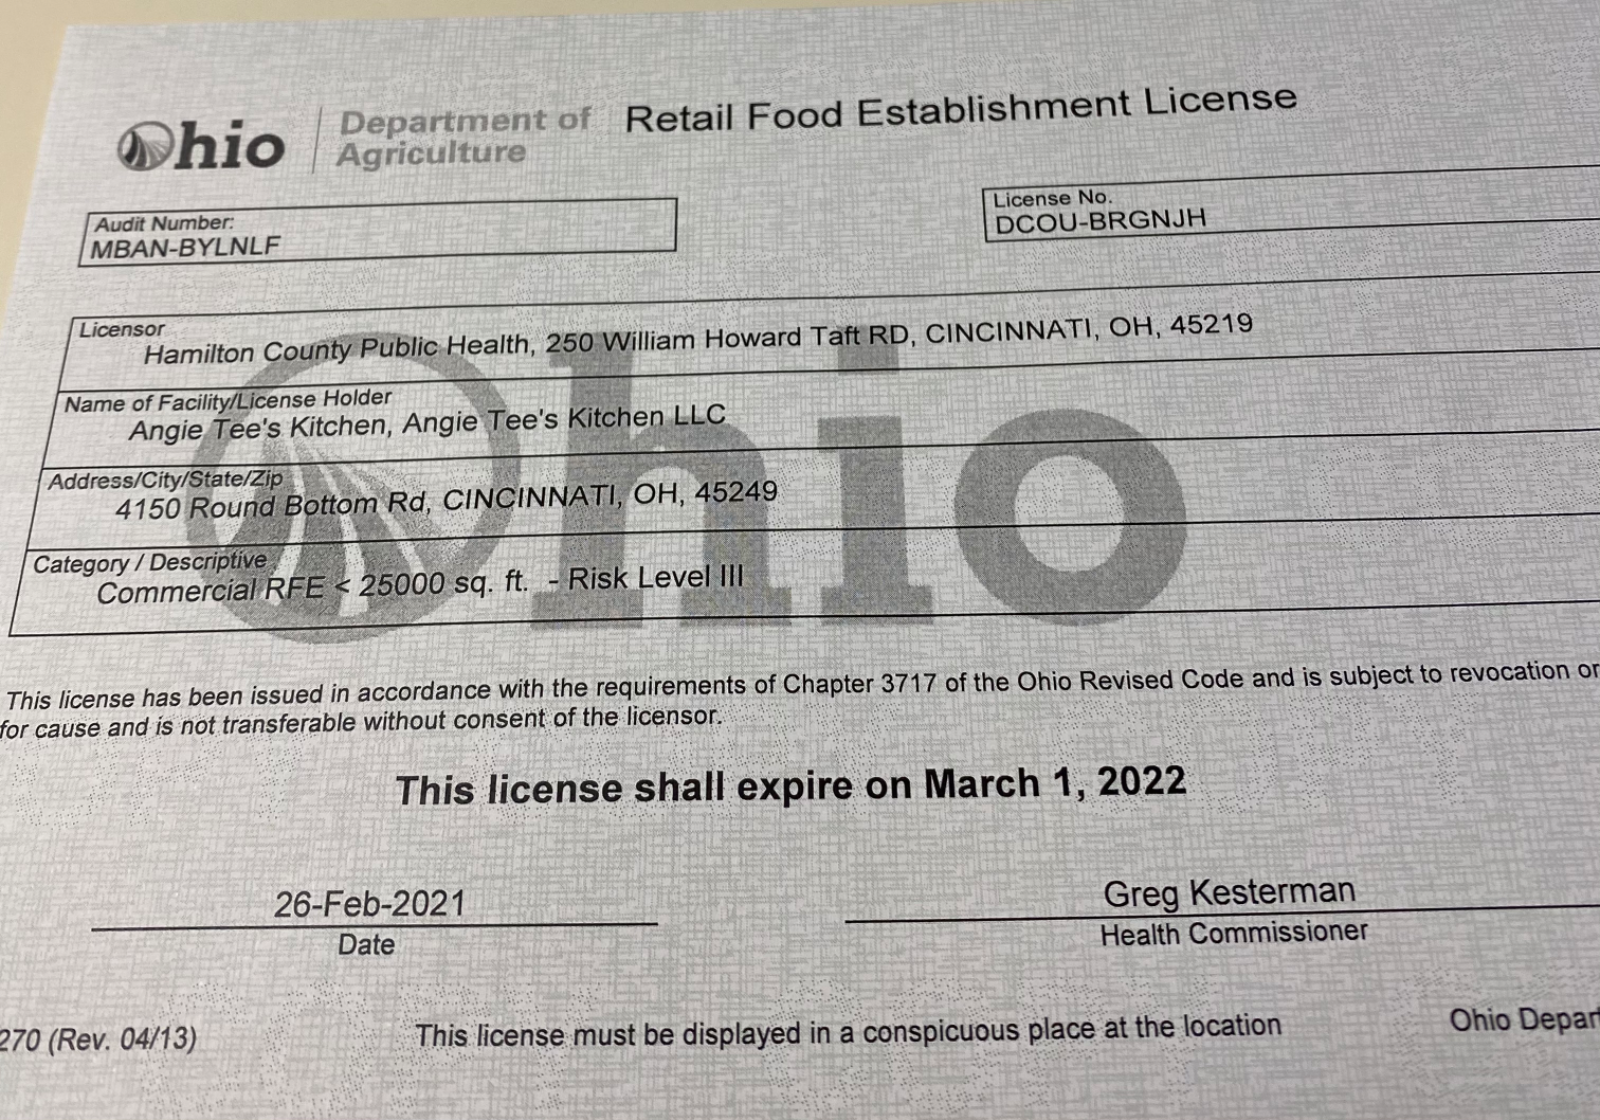 Ohio
Department of
Agriculture
Retail Food Establishment License
Audit Number:
MBAN-BYLNLF
License No.
DCOU-BRGNJH
Licensor
Hamilton County Public Health, 250 William Howard Taft RD, CINCINNATI, OH, 45219
Name of Facility/License Holder
Angie Tee's Kitchen, Angie Tee's Kitchen LLC
Address/City/State/Zip
4150 Round Bottom Rd, CINCINNATI, OH, 45249
Category / Descriptive
Commercial RFE < 25000 sq. ft. - Risk Level III
Ohio
This license has been issued in accordance with the requirements of Chapter 3717 of the Ohio Revised Code and is subject to revocation or
for cause and is not transferable without consent of the licensor.
This license shall expire on March 1, 2022
26-Feb-2021
Date
Greg Kesterman
Health Commissioner
270 (Rev. 04/13)
This license must be displayed in a conspicuous place at the location
Ohio Depar